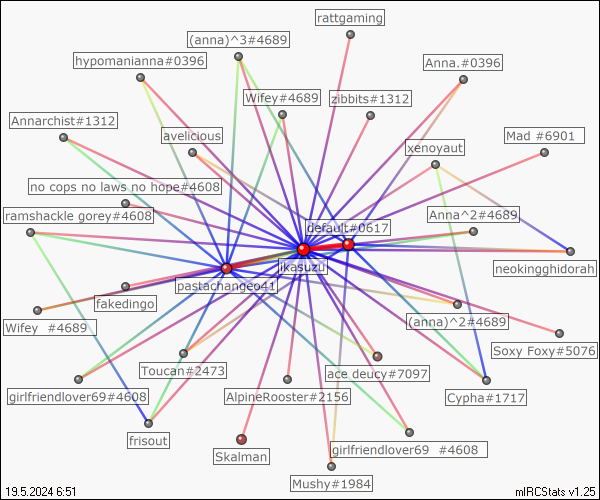 rattgaming
(anna)^3#4689
hypomanianna#0396
Anna.#0396
Wifey#4689
zibbits#1312
Annarchist#1312
avelicious
Mad #6901
xenoyaut
no cops no laws no hope#4608
ramshackle gorey#4608
Anna^2#4689
default#0617
ikasuzu
neokingghidorah
pastachangeo41
fakedingo
(anna)^2#4689
Wifey  #4689
Soxy Foxy#5076
Toucan#2473
ace_deucy#7097
girlfriendlover69#4608
AlpineRooster#2156
Cypha#1717
frisout
girlfriendlover69  #4608
Skalman
Mushy#1984
19.5.2024 6:51
mIRCStats v1.25